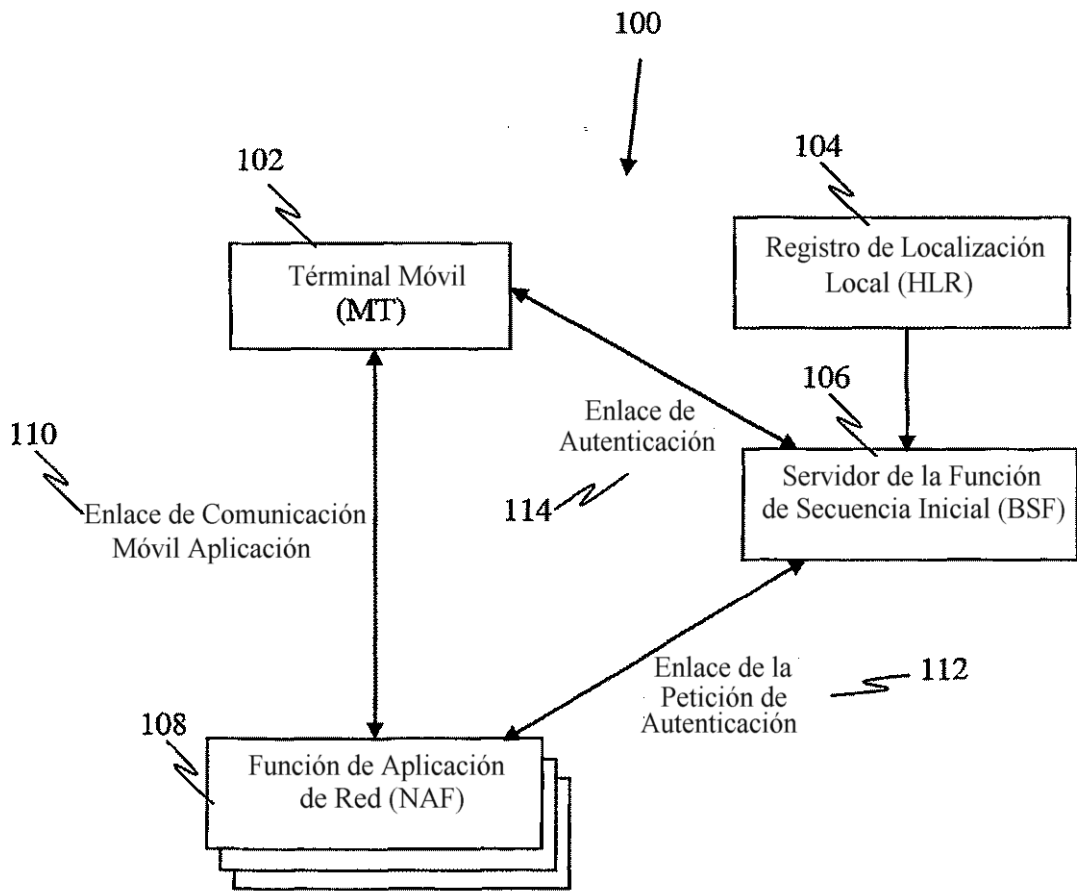 100
102
104
Términal Móvil
(MT)
Registro de Localización
Local (HLR)
106
Enlace de
Autenticación
114
110
Enlace de Comunicación
Móvil Aplicación
Servidor de la Función
de Secuencia Inicial (BSF)
Enlace de la
Petición de
Autenticación
112
108
Función de Aplicación
de Red (NAF)